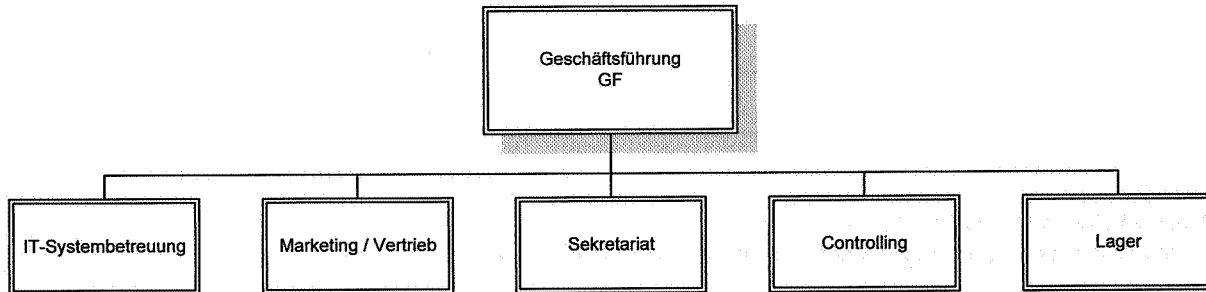 Geschäftsführung
GF
IT-Systembetreuung
Marketing / Vertrieb
Sekretariat
Controlling
Lager